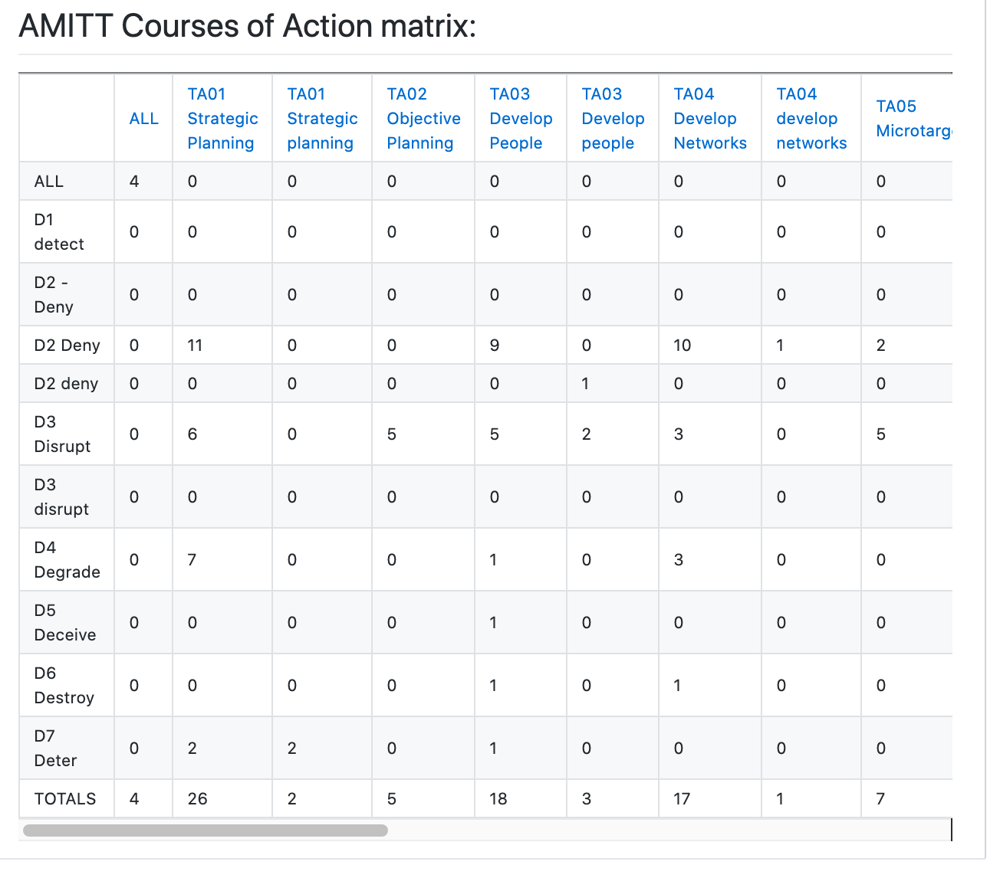 AMITT Courses of Action matrix:
ALL
TA01
Strategic
Planning
TA01
Strategic
planning
TA02
Objective
Planning
TA03
Develop
People
TA03
Develop
people
TA04
Develop
Networks
TA04
develop
networks
TA05
Microtarg
ALL 4 0 0 0 0 0 0 0 0
D1
detect
0 0 0 0 0 0 0 0 0
D2 -
Deny
0 0 0 0 0 0 0 0 0
D2 Deny 0 11 0 0 9 0 10 1 2
D2 deny 0 0 0 0 0 1 0 0 0
D3
Disrupt
0 6 0 5 5 2 3 0 5
D3
disrupt
0 0 0 0 0 0 0 0 0
D4
Degrade
0 7 0 0 1 0 3 0 0
D5
Deceive
0 0 0 0 1 0 0 0 0
D6
Destroy
0 0 0 0 1 0 1 0 0
D7
Deter
0 2 2 0 1 0 0 0 0
TOTALS 4 26 2 5 18 3 17 1 7